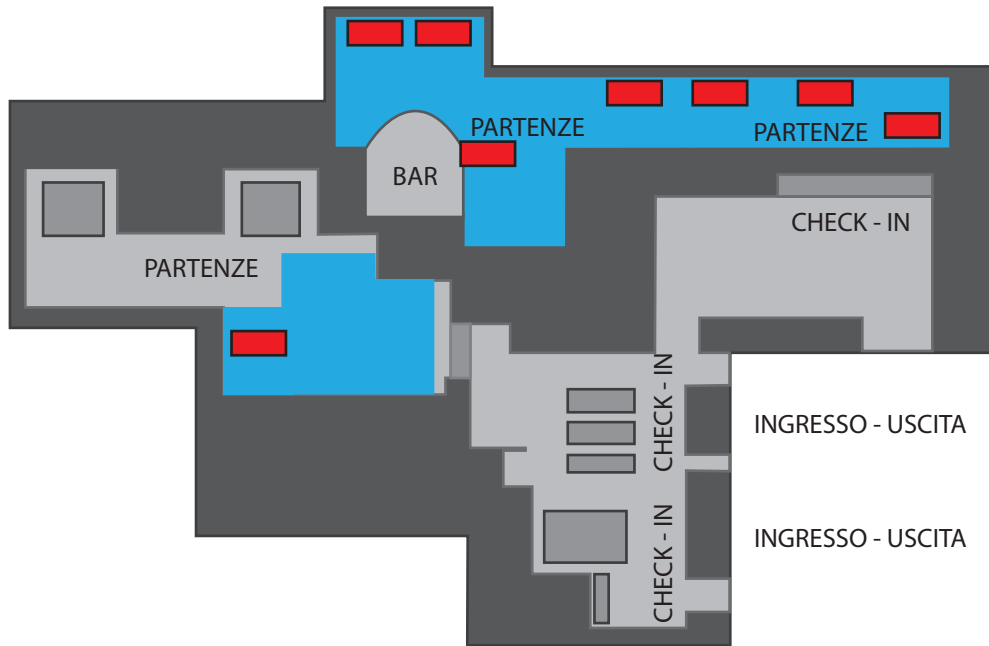 PARTENZE
PARTENZE
BAR
CHECK - IN
PARTENZE
CHECK - IN
INGRESSO - USCITA
CHECK - IN
INGRESSO - USCITA